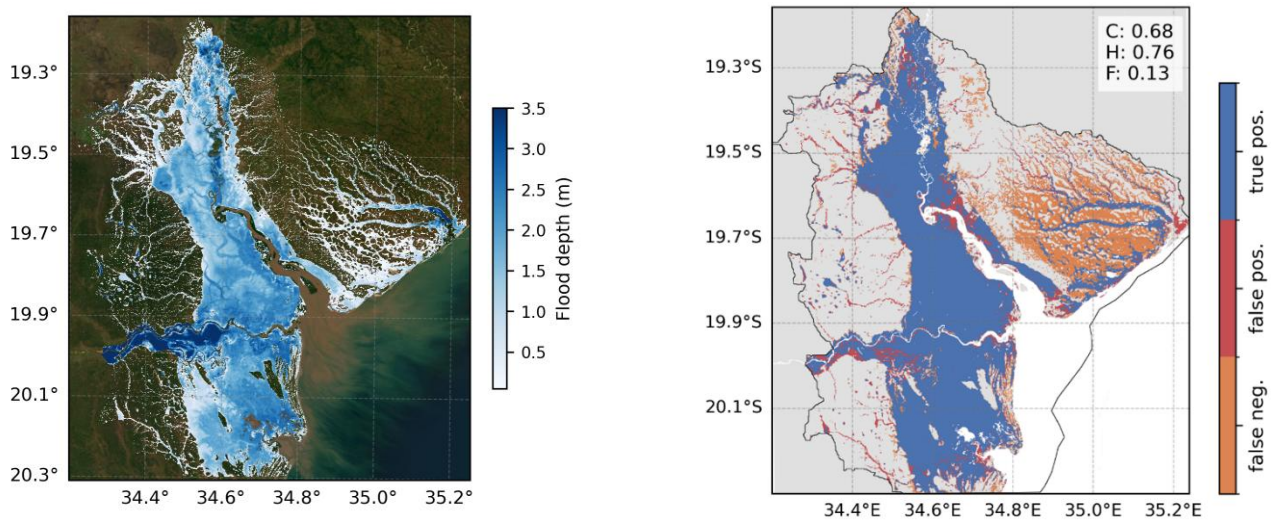 19.3°
19.5°
19.7°
19.9°
20.1°
20.3°
34.4°
34.6°
34.8°
35.0°
35.2°
3.5
3.0
2.5
2.0
1.5
1.0
0.5
Flood depth (m)
C: 0.68
H: 0.76
F: 0.13
19.3°S
19.5°S
19.7°S
19.9°S
20.1°S
34.4°E
34.6°E
34.8°E
35.0°E
35.2°E
true pos.
false pos.
false neg.